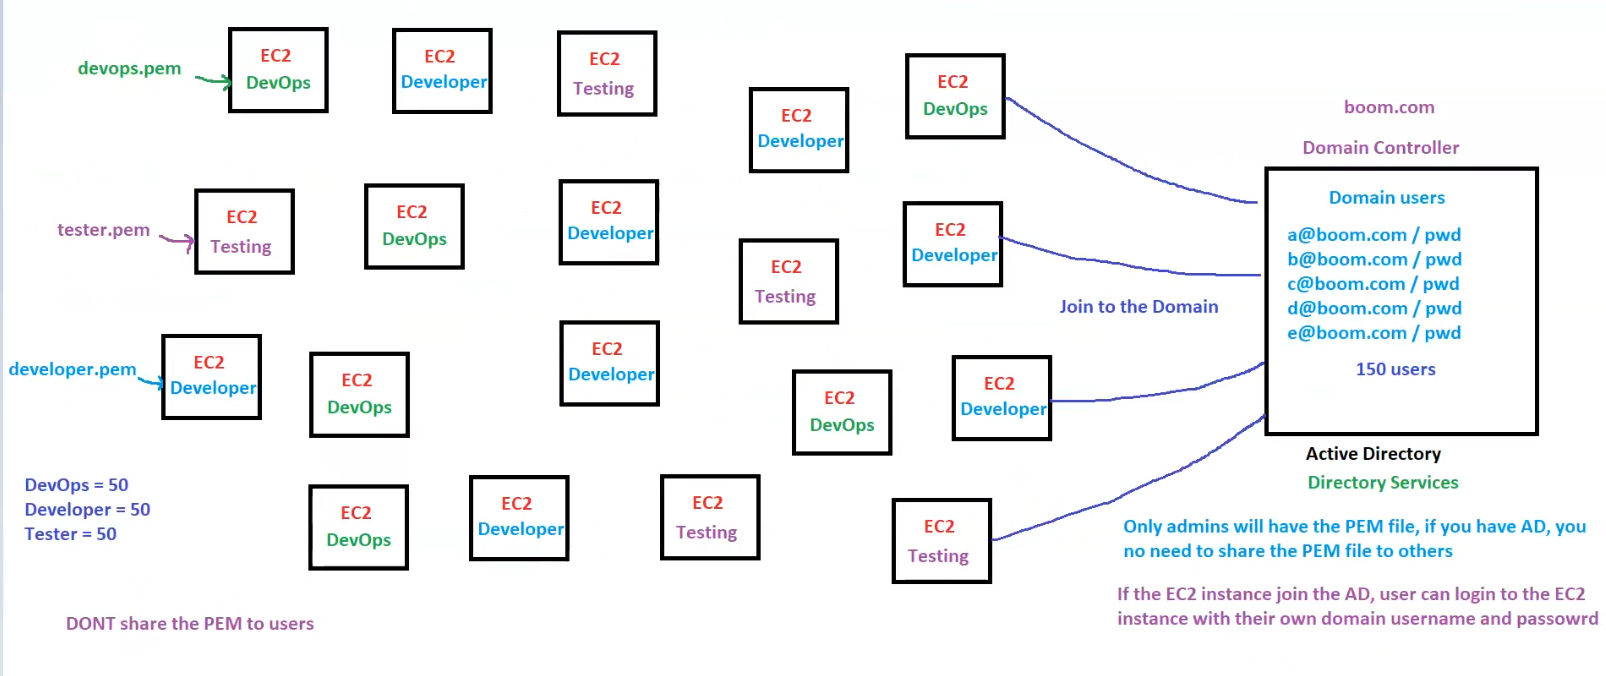 devops.pem
EC2
DevOps
EC2
Developer
EC2
Testing
EC2
Developer
EC2
DevOps
boom.com
Domain Controller
Domain users
a@boom.com / pwd
b@boom.com / pwd
c@boom.com / pwd
d@boom.com / pwd
e@boom.com / pwd
150 users
Active Directory
Directory Services
tester.pem
EC2
Testing
EC2
DevOps
EC2
Developer
EC2
Testing
EC2
Developer
Join to the Domain
developer.pem
EC2
Developer
EC2
DevOps
EC2
Developer
EC2
DevOps
EC2
Developer
DevOps = 50
Developer = 50
Tester = 50
EC2
DevOps
EC2
Developer
EC2
Testing
EC2
Testing
Only admins will have the PEM file, if you have AD, you
no need to share the PEM file to others
If the EC2 instance join the AD, user can login to the EC2
instance with their own domain username and passowrd
DONT share the PEM to users